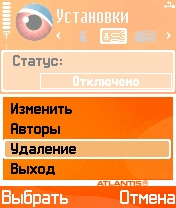 Установки
Статус:
Отключено
Изменить
Авторы
Удаление
Выход
ATLANTIS
Выбрать Отмена